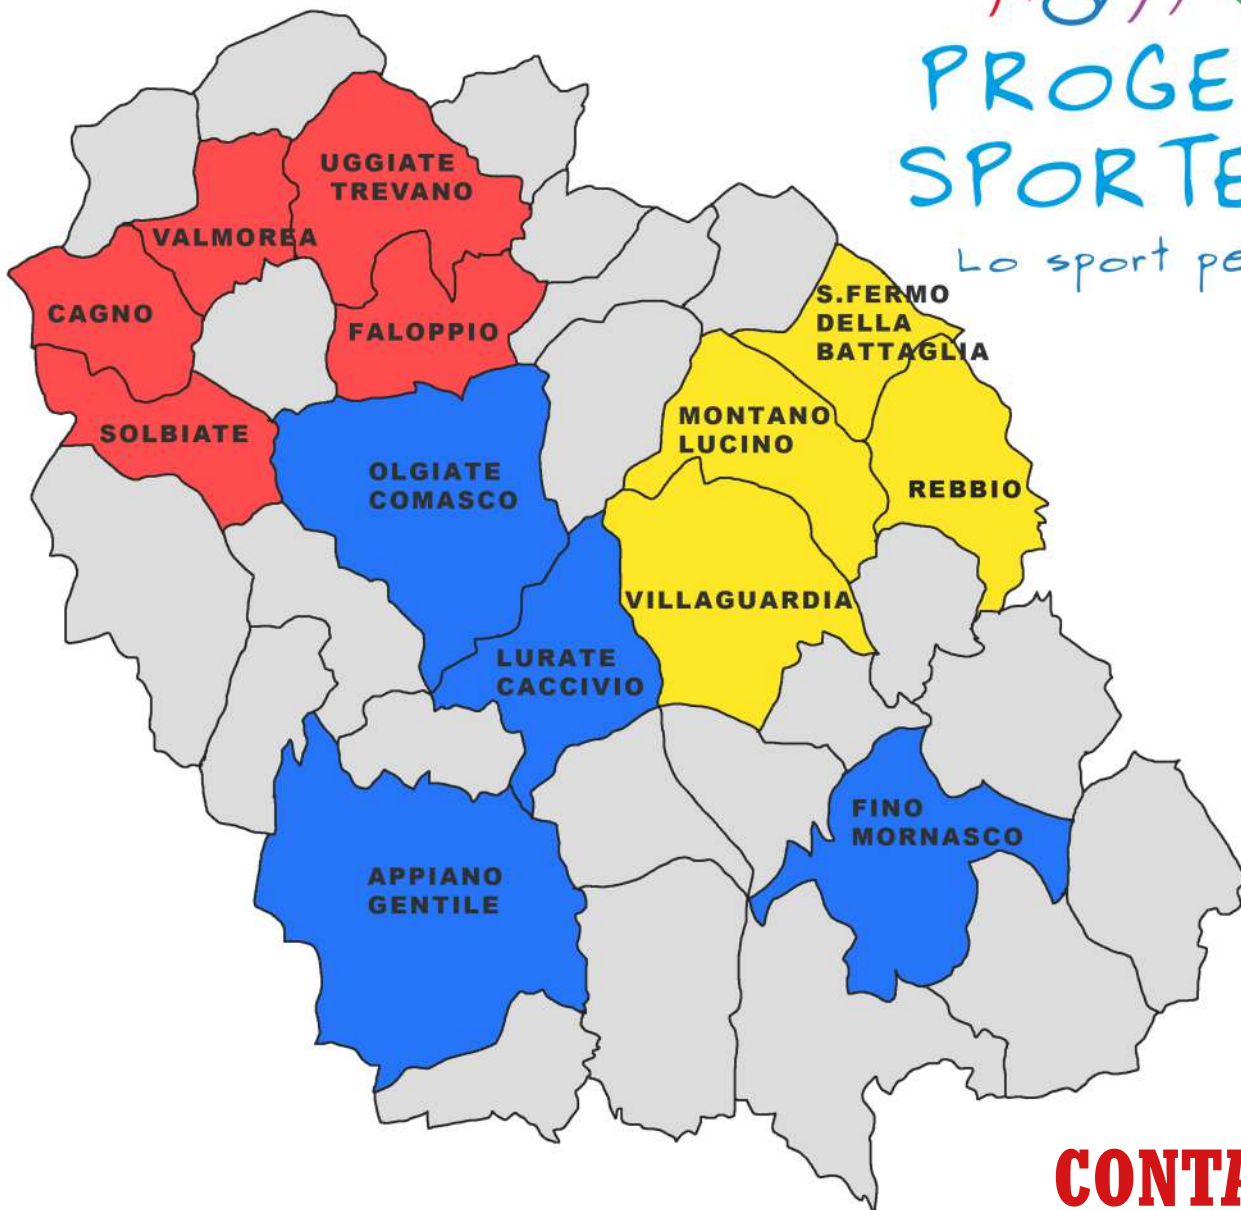 PROGE
SPORTE
Lo sport pe
UGGIATE
TREVANO
VALMOREA
CAGNO
FALOPPIO
SOLBIATE
S.FERMO
DELLA
BATTAGLIA
MONTANO
LUCINO
REBBIO
OLGIATE
COMASCO
VILLAGUARDIA
LURATE
CACCIVIO
FINO
MORNASCO
APPIANO
GENTILE
CONTA